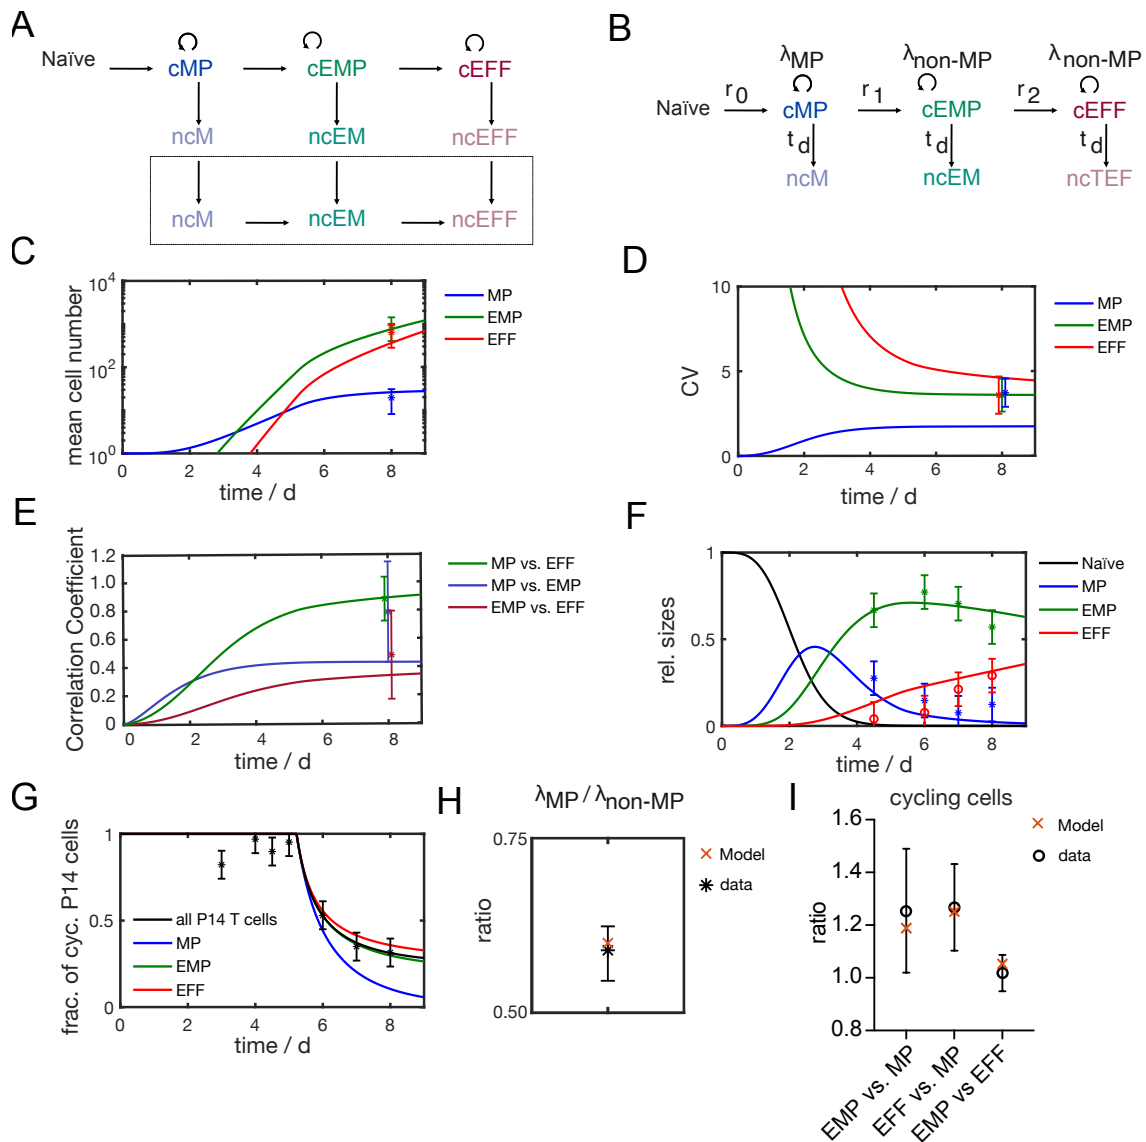 A
Naïve
cMP
cEMP
cEFF
ncM
ncEM
ncEFF
ncM
ncEM
ncEFF
B
λMP
λnon-MP
λnon-MP
Naïve
r0
cMP
r1
cEMP
r2
cEFF
td
td
td
ncM
ncEM
ncTEF
C
mean cell number
10^4
10^2
10^0
0
2
4
6
8
time / d
MP
EMP
EFF
D
CV
10
5
0
0
2
4
6
8
time / d
MP
EMP
EFF
E
Correlation Coefficient
1.2
1.0
0.8
0.6
0.4
0.2
0
0
2
4
6
8
time / d
MP vs. EFF
MP vs. EMP
EMP vs. EFF
F
rel. sizes
1
0.5
0
0
2
4
6
8
time / d
Naïve
MP
EMP
EFF
G
frac. of cyc. P14 cells
1
0.5
0
0
2
4
6
8
time / d
all P14 T cells
MP
EMP
EFF
H
λMP / λnon-MP
ratio
0.75
0.50
Model
data
I
cycling cells
ratio
1.6
1.4
1.2
1.0
0.8
EMP vs. MP
EFF vs. MP
EMP vs EFF
Model
data